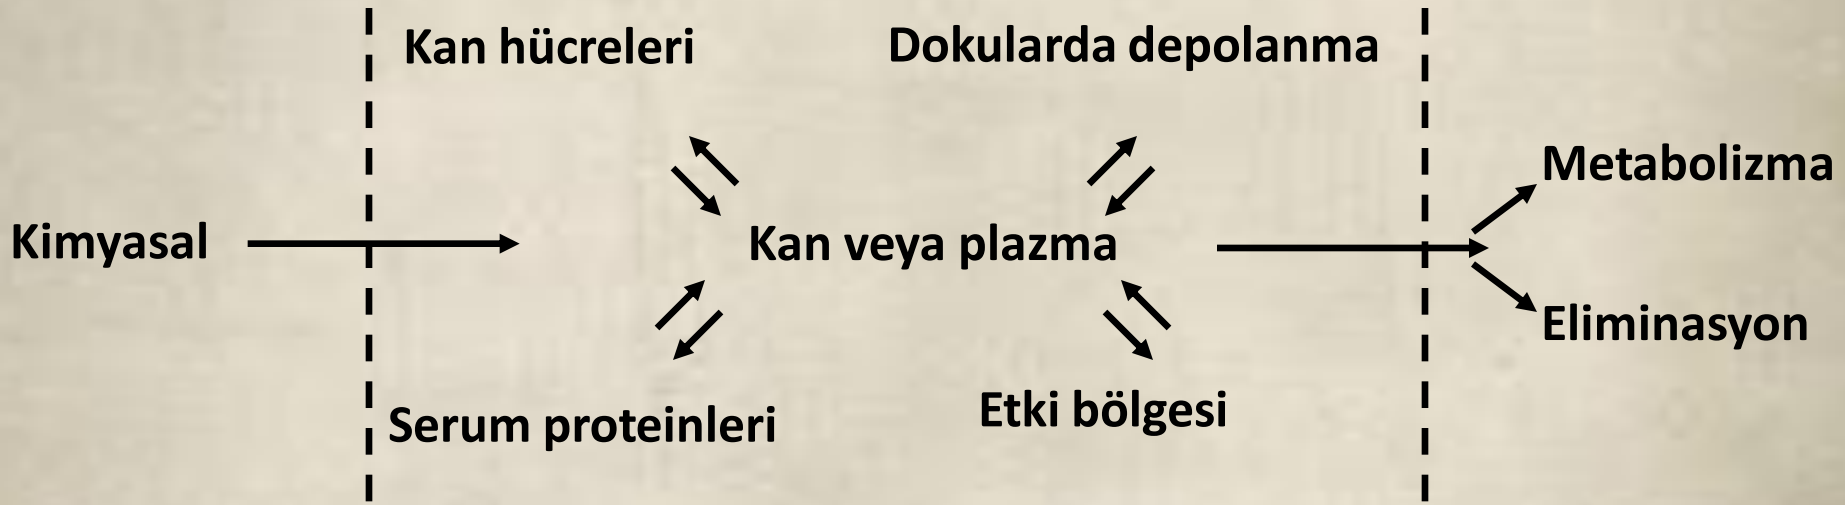 Kan hücreleri
Dokularda depolanma
Metabolizma
Kimyasal
Kan veya plazma
Eliminasyon
Serum proteinleri
Etki bölgesi